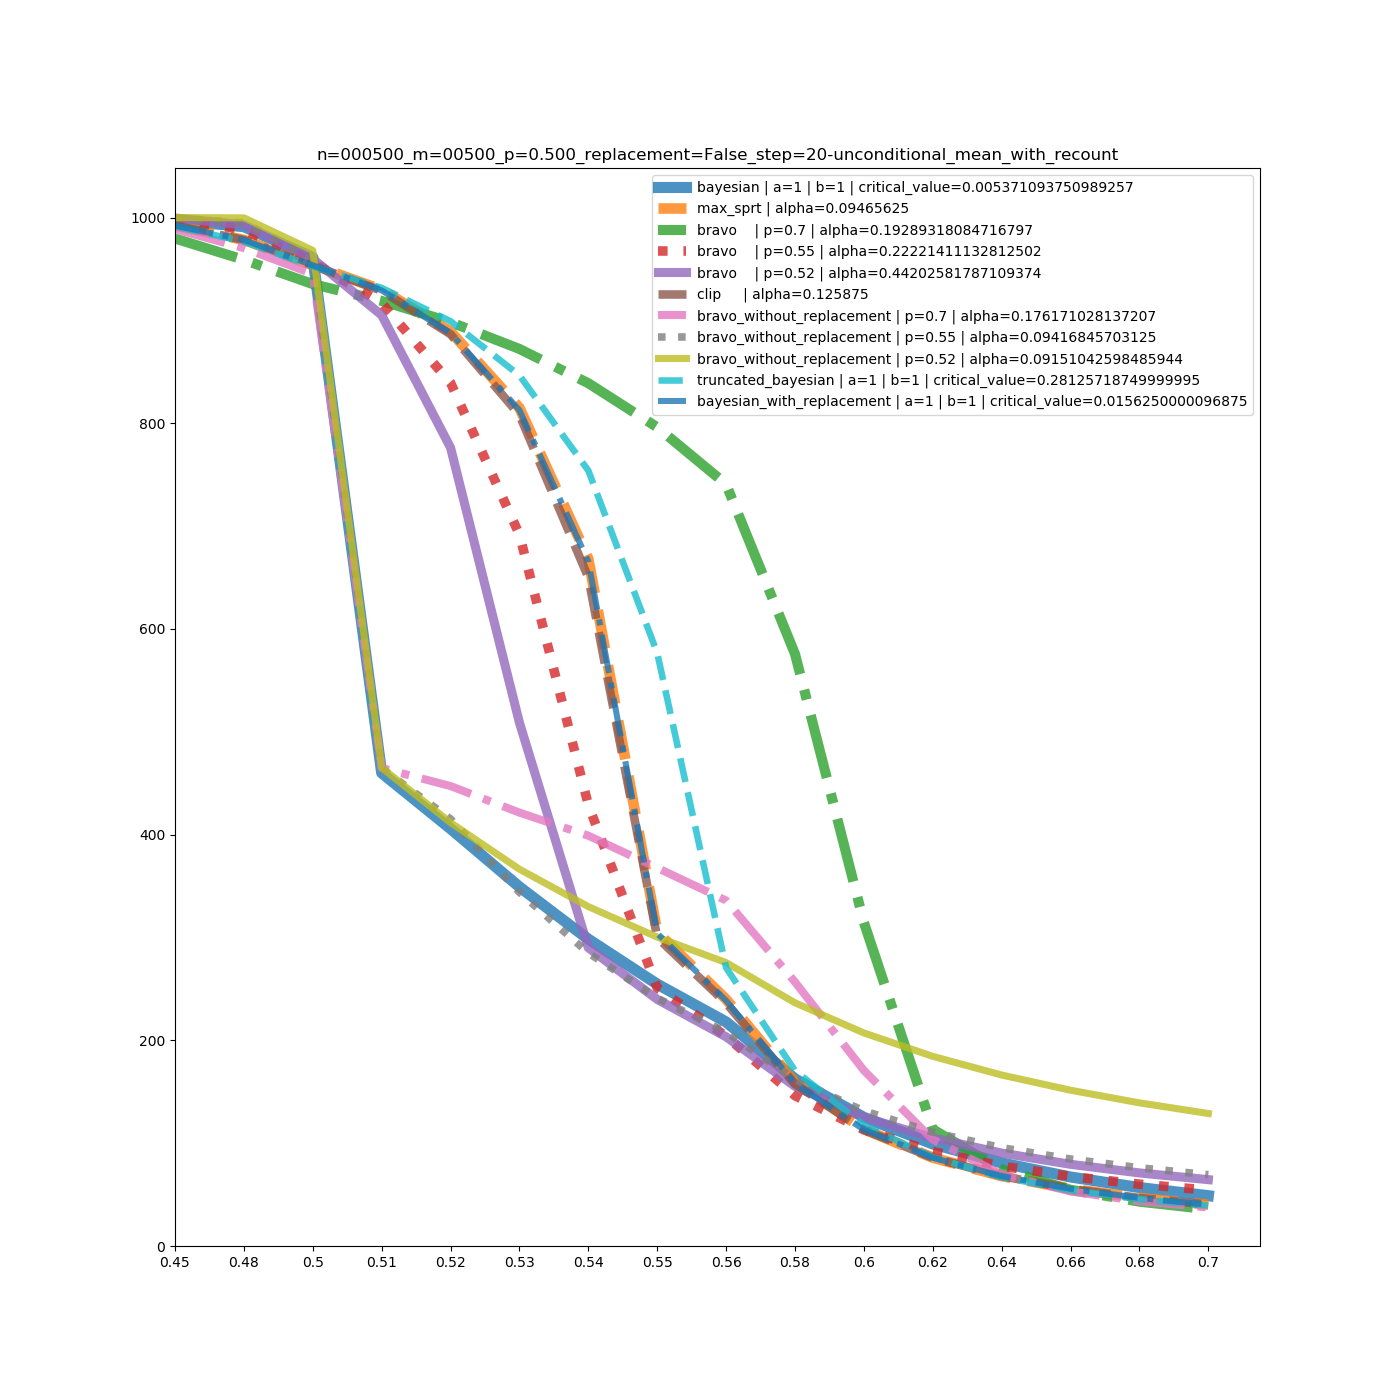 n=000500_m=00500_p=0.500_replacement=False_step=20-unconditional_mean_with_recount
bayesian | a=1 | b=1 | critical_value=0.005371093750989257
max_sprt | alpha=0.09465625
bravo    | p=0.7 | alpha=0.19289318084716797
bravo    | p=0.55 | alpha=0.22221411132812502
bravo    | p=0.52 | alpha=0.44202581787109374
clip     | alpha=0.125875
bravo_without_replacement | p=0.7 | alpha=0.176171028137207
bravo_without_replacement | p=0.55 | alpha=0.09416845703125
bravo_without_replacement | p=0.52 | alpha=0.09151042598485944
truncated_bayesian | a=1 | b=1 | critical_value=0.28125718749999995
bayesian_with_replacement | a=1 | b=1 | critical_value=0.0156250000096875
1000
800
600
400
200
0
0.45 0.48 0.5 0.51 0.52 0.53 0.54 0.55 0.56 0.58 0.6 0.62 0.64 0.66 0.68 0.7